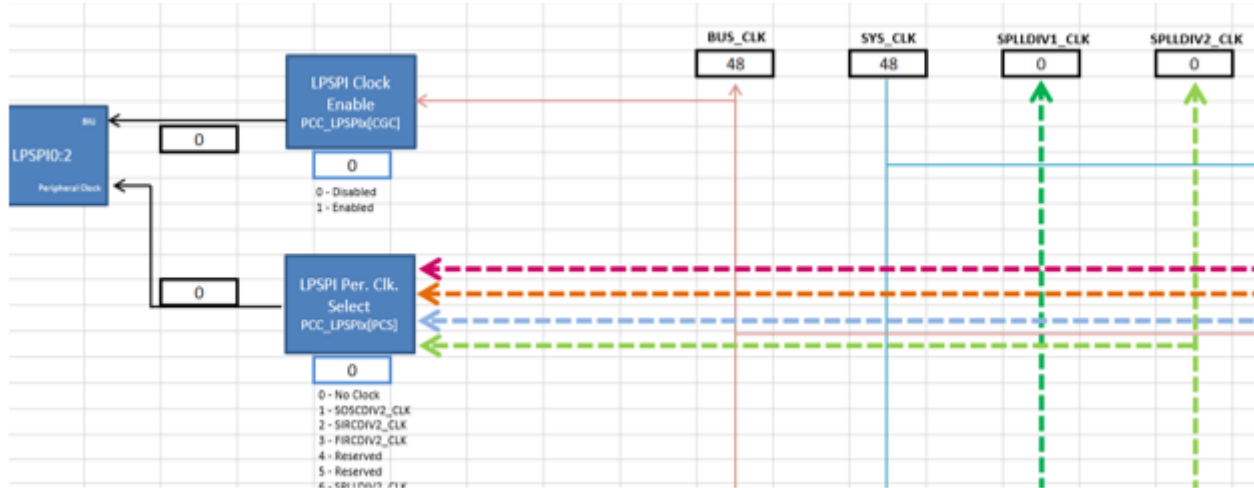 BUS_CLK
SYS_CLK
SPLLDIV1_CLK
SPLLDIV2_CLK
48
48
0
0
LPSPI Clock
Enable
PCC_LPSPIx[CGC]
BIU
0
LPSPI0:2
0
Peripheral Clock
0 - Disabled
1 - Enabled
LPSPI Per. Clk.
Select
PCC_LPSPIx[PCS]
0
0
0 - No Clock
1 - SOSCDIV2_CLK
2 - SIRCDIV2_CLK
3 - FIRCDIV2_CLK
4 - Reserved
5 - Reserved
6 - SPLLDIV2_CLK